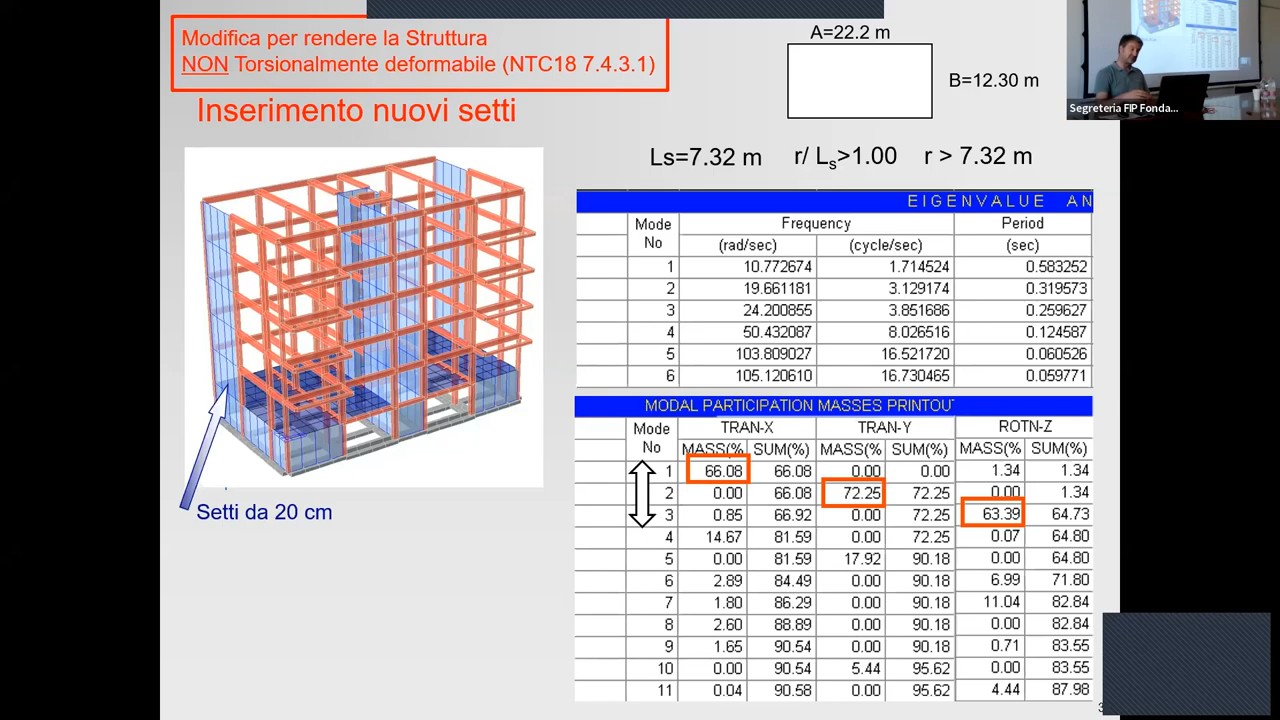 Modifica per rendere la Struttura
NON Torsionalmente deformabile (NTC18 7.4.3.1)
Inserimento nuovi setti
A=22.2 m
B=12.30 m
Segreteria FIP Fonda...
Ls=7.32 m r/ Ls>1.00 r > 7.32 m
EIGENVALUE AN
Mode No Frequency Period
(rad/sec) (cycle/sec) (sec)
1 10.772674 1.714524 0.583252
2 19.661181 3.129174 0.319573
3 24.200855 3.851686 0.259627
4 50.432087 8.026516 0.124587
5 103.809027 16.521720 0.060526
6 105.120610 16.730465 0.059771
MODAL PARTICIPATION MASSES PRINTOU
Mode No TRAN-X TRAN-Y ROTN-Z
MASS(% SUM(%) MASS(% SUM(%) MASS(% SUM(%)
1 66.08 66.08 0.00 0.00 1.34 1.34
2 0.00 66.08 72.25 72.25 0.00 1.34
3 0.85 66.92 0.00 72.25 63.39 64.73
4 14.67 81.59 0.00 72.25 0.07 64.80
5 0.00 81.59 17.92 90.18 0.00 64.80
6 2.89 84.49 0.00 90.18 6.99 71.80
7 1.80 86.29 0.00 90.18 11.04 82.84
8 2.60 88.89 0.00 90.18 0.00 82.84
9 1.65 90.54 0.00 90.18 0.71 83.55
10 0.00 90.54 5.44 95.62 0.00 83.55
11 0.04 90.58 0.00 95.62 4.44 87.98
Setti da 20 cm